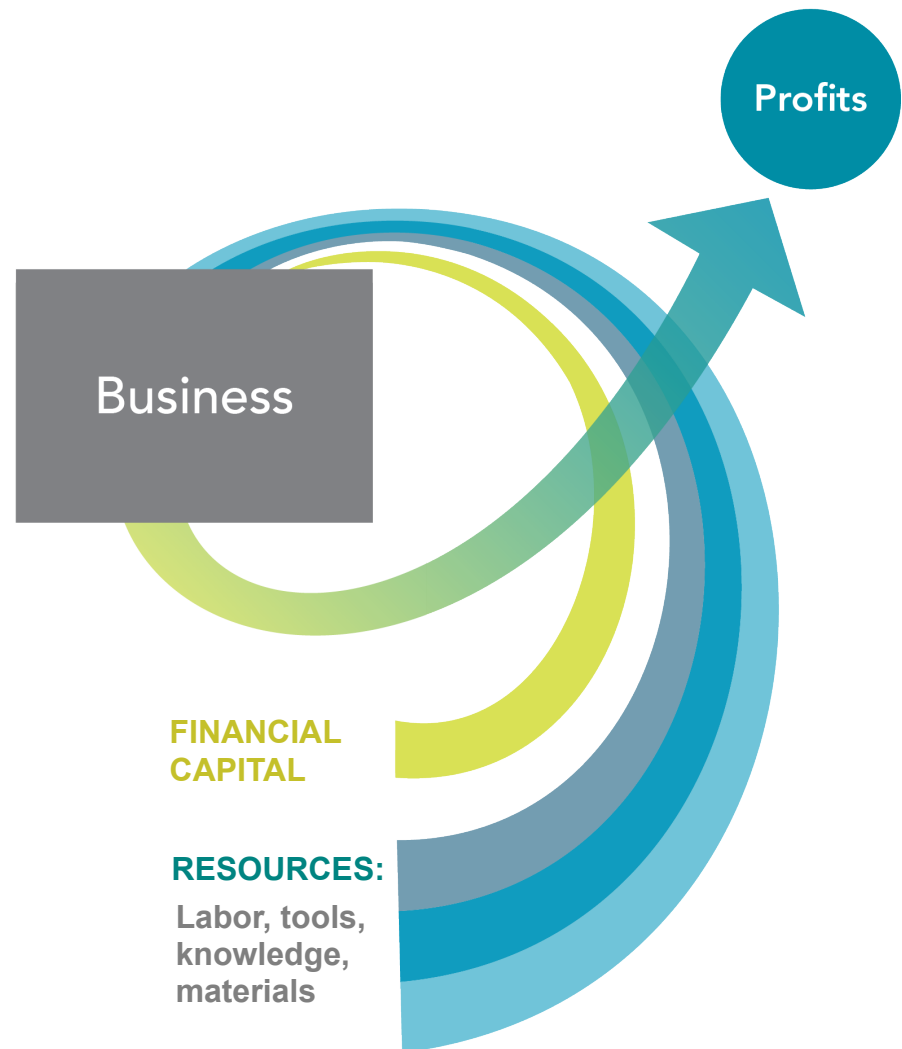 Profits
Business
FINANCIAL
CAPITAL
RESOURCES:
Labor, tools,
knowledge,
materials